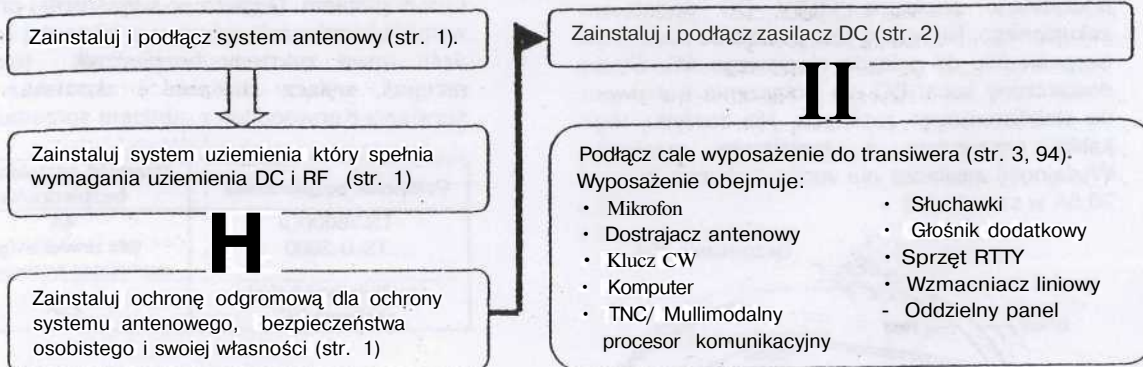 Zainstaluj i podłącz system antenowy (str. 1).
Zainstaluj system uziemienia który spełnia
wymagania uziemienia DC i RF (str. 1)
H
Zainstaluj ochronę odgromową dla ochrony
systemu antenowego, bezpieczeństwa
osobistego i swoiej własności (str. 1)
Zainstaluj i podłącz zasilacz DC (str. 2)
II
Podłącz cale wyposażenie do transiwera (str. 3, 94).
Wyposażenie obejmuje:
· Mikrofon
· Dostrajacz antenowy
· Klucz CW
· Komputer
· TNC/ Mullimodalny
procesor komunikacyjny
· Słuchawki
· Głośnik dodatkowy
· Sprzęt RTTY
· Wzmacniacz liniowy
- Oddzielny panel